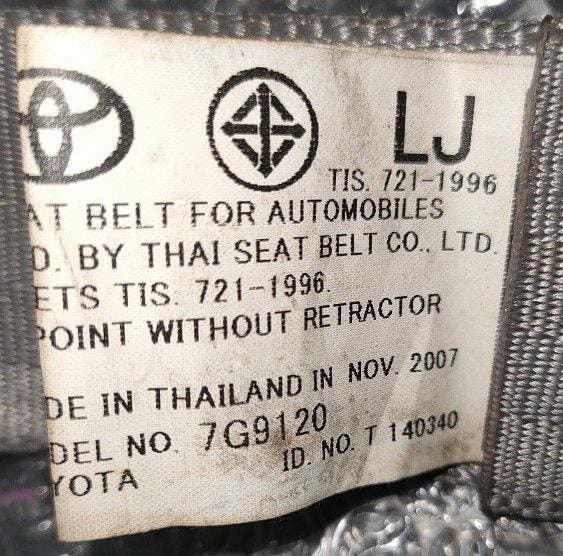 LJ
TIS. 721-1996
AT BELT FOR AUTOMOBILES
D. BY THAI SEAT BELT CO., LTD.
ETS TIS. 721-1996.
POINT WITHOUT RETRACTOR
DE IN THAILAND IN NOV. 2007
DEL NO. 7G9120
ID. NO. T 140340
YOTA